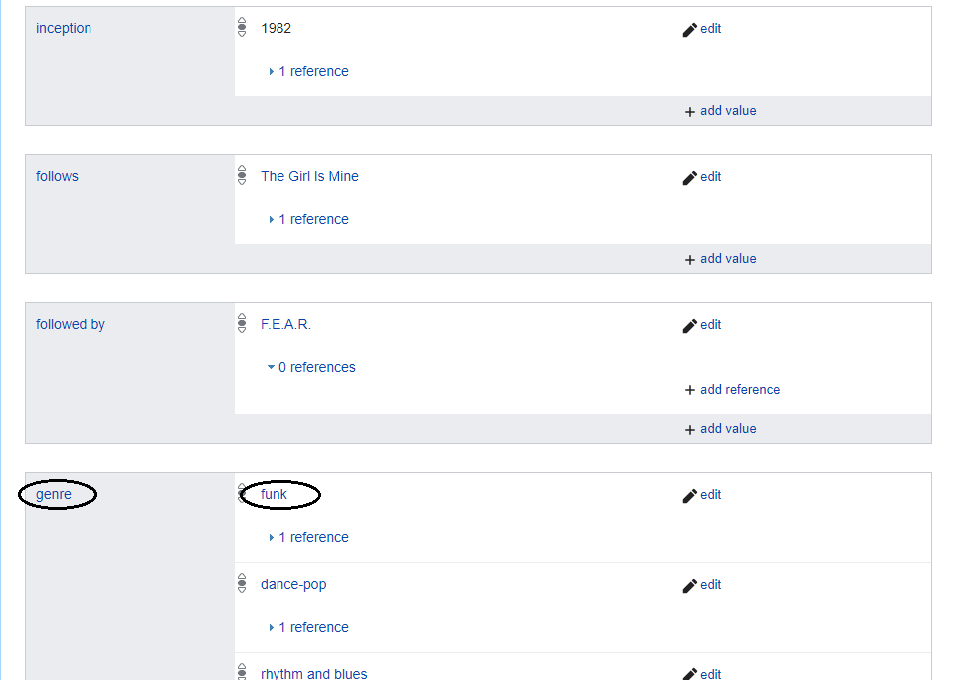 inception 1982 edit
1 reference
+ add value
follows The Girl Is Mine edit
1 reference
+ add value
followed by F.E.A.R. edit
0 references
+ add reference
+ add value
genre funk edit
1 reference
dance-pop edit
1 reference
rhythm and blues edit